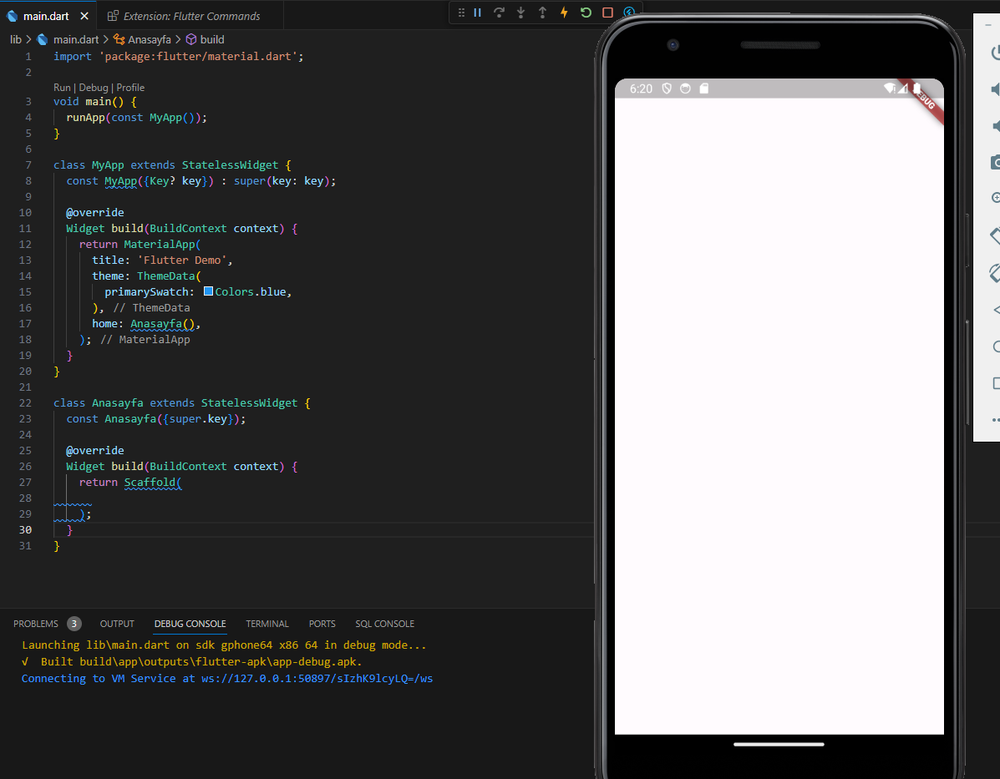 main.dart
Extension: Flutter Commands
lib > main.dart > Anasayfa > build
1 import 'package:flutter/material.dart';
2
Run | Debug | Profile
3 void main() {
4 runApp(const MyApp());
5 }
6
7 class MyApp extends StatelessWidget {
8 const MyApp({Key? key}) : super(key: key);
9
10 @override
11 Widget build(BuildContext context) {
12 return MaterialApp(
13 title: 'Flutter Demo',
14 theme: ThemeData(
15 primarySwatch: Colors.blue,
16 ), // ThemeData
17 home: Anasayfa(),
18 ); // MaterialApp
19 }
20 }
21
22 class Anasayfa extends StatelessWidget {
23 const Anasayfa({super.key});
24
25 @override
26 Widget build(BuildContext context) {
27 return Scaffold(
28
29 );
30 }
31 }
PROBLEMS 3 OUTPUT DEBUG CONSOLE TERMINAL PORTS SQL CONSOLE
Launching lib\main.dart on sdk gphone64 x86 64 in debug mode...
√ Built build\app\outputs\flutter-apk\app-debug.apk.
Connecting to VM Service at ws://127.0.0.1:50897/sIzhK9lcyLQ=/ws
6:20
DEBUG